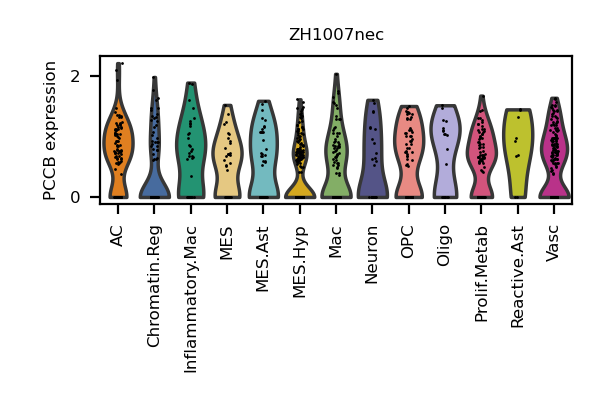 ZH1007nec
PCCB expression
2
0
AC
Chromatin.Reg
Inflammatory.Mac
MES
MES.Ast
MES.Hyp
Mac
Neuron
OPC
Oligo
Prolif.Metab
Reactive.Ast
Vasc